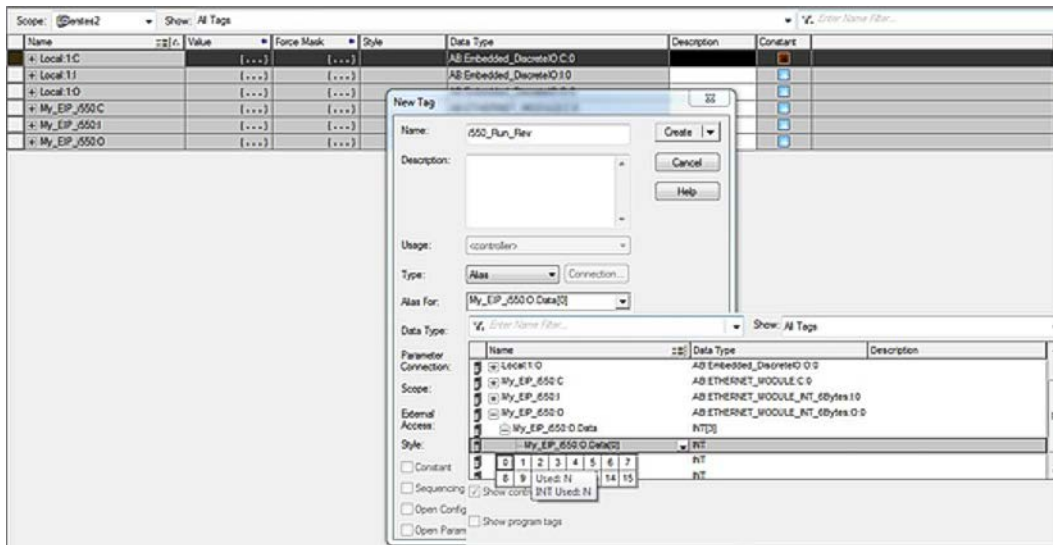 Scope: Show: All Tags Enter Name Filter...
Name Value Force Mask Style Data Type Description Constant
Local:1:C {...} {...} AB:Embedded_DiscreteIO:C:0
Local:1:I {...} {...} AB:Embedded_DiscreteIO:I:0
Local:1:O {...} {...}
My_EIP_i550:C {...} {...}
My_EIP_i550:I {...} {...}
My_EIP_i550:O {...} {...}
New Tag
Name: i550_Run_Rev Create
Description: Cancel
Help
Usage: <controller>
Type: Alias Connection...
Alias For: My_EIP_i550:O.Data[0]
Data Type: Enter Name Filter... Show: All Tags
Name Data Type Description
Parameter Connection:
Local:1:O AB:Embedded_DiscreteIO:O:0
My_EIP_i550:C AB:ETHERNET_MODULE:C:0
Scope:
My_EIP_i550:I AB:ETHERNET_MODULE_INT_6Bytes:I:0
External Access:
My_EIP_i550:O AB:ETHERNET_MODULE_INT_6Bytes:O:0
My_EIP_i550:O.Data INT[3]
Style: My_EIP_i550:O.Data[0] INT
Constant 0 1 2 3 4 5 6 7 INT
8 9 14 15 INT
Used: N
INT Used: N
Sequencing Show
Open Config
Open Param Show program tags